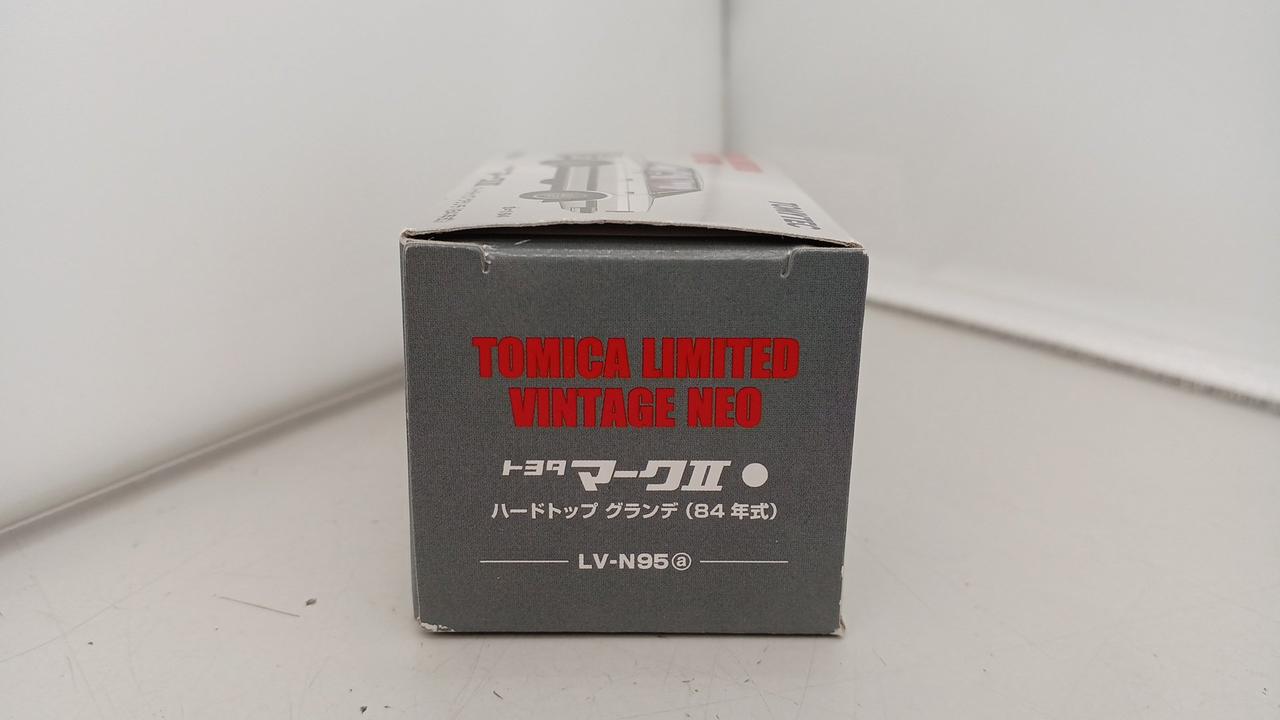 TOMYTEC
TOMICA LIMITED
VINTAGE NEO
トヨタ マークII ●
ハードトップ グランデ (84 年式)
LV-N95ⓐ